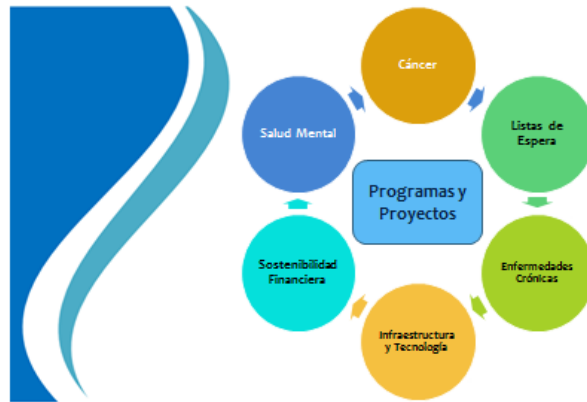 Cáncer
Listas de
Espera
Enfermedades
Crónicas
Infraestructura
y Tecnología
Sostenibilidad
Financiera
Salud Mental
Programas y
Proyectos